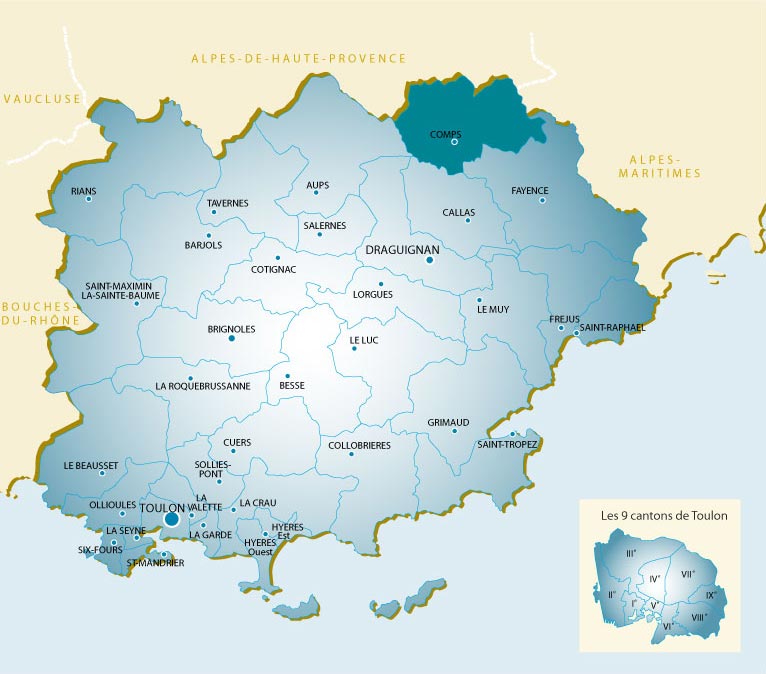 ALPES-DE-HAUTE-PROVENCE
VAUCLUSE
ALPES-
MARITIMES
BOUCHES-
DU-RHÔNE
COMPS
RIANS
AUPS
FAYENCE
TAVERNES
CALLAS
SALERNES
BARJOLS
DRAGUIGNAN
COTIGNAC
SAINT-MAXIMIN
LA-SAINTE-BAUME
LORGUES
LE MUY
FREJUS
SAINT-RAPHAEL
BRIGNOLES
LE LUC
LA ROQUEBRUSSANNE
BESSE
GRIMAUD
SAINT-TROPEZ
CUERS
COLLOBRIERES
LE BEAUSSET
SOLLIES-
PONT
OLLIOULES
TOULON
LA
VALETTE
LA CRAU
LA SEYNE
LA GARDE
HYERES
Est
HYERES
Ouest
SIX-FOURS
ST-MANDRIER
Les 9 cantons de Toulon
III°
IV°
VII°
II°
I°
V°
IX°
VI°
VIII°